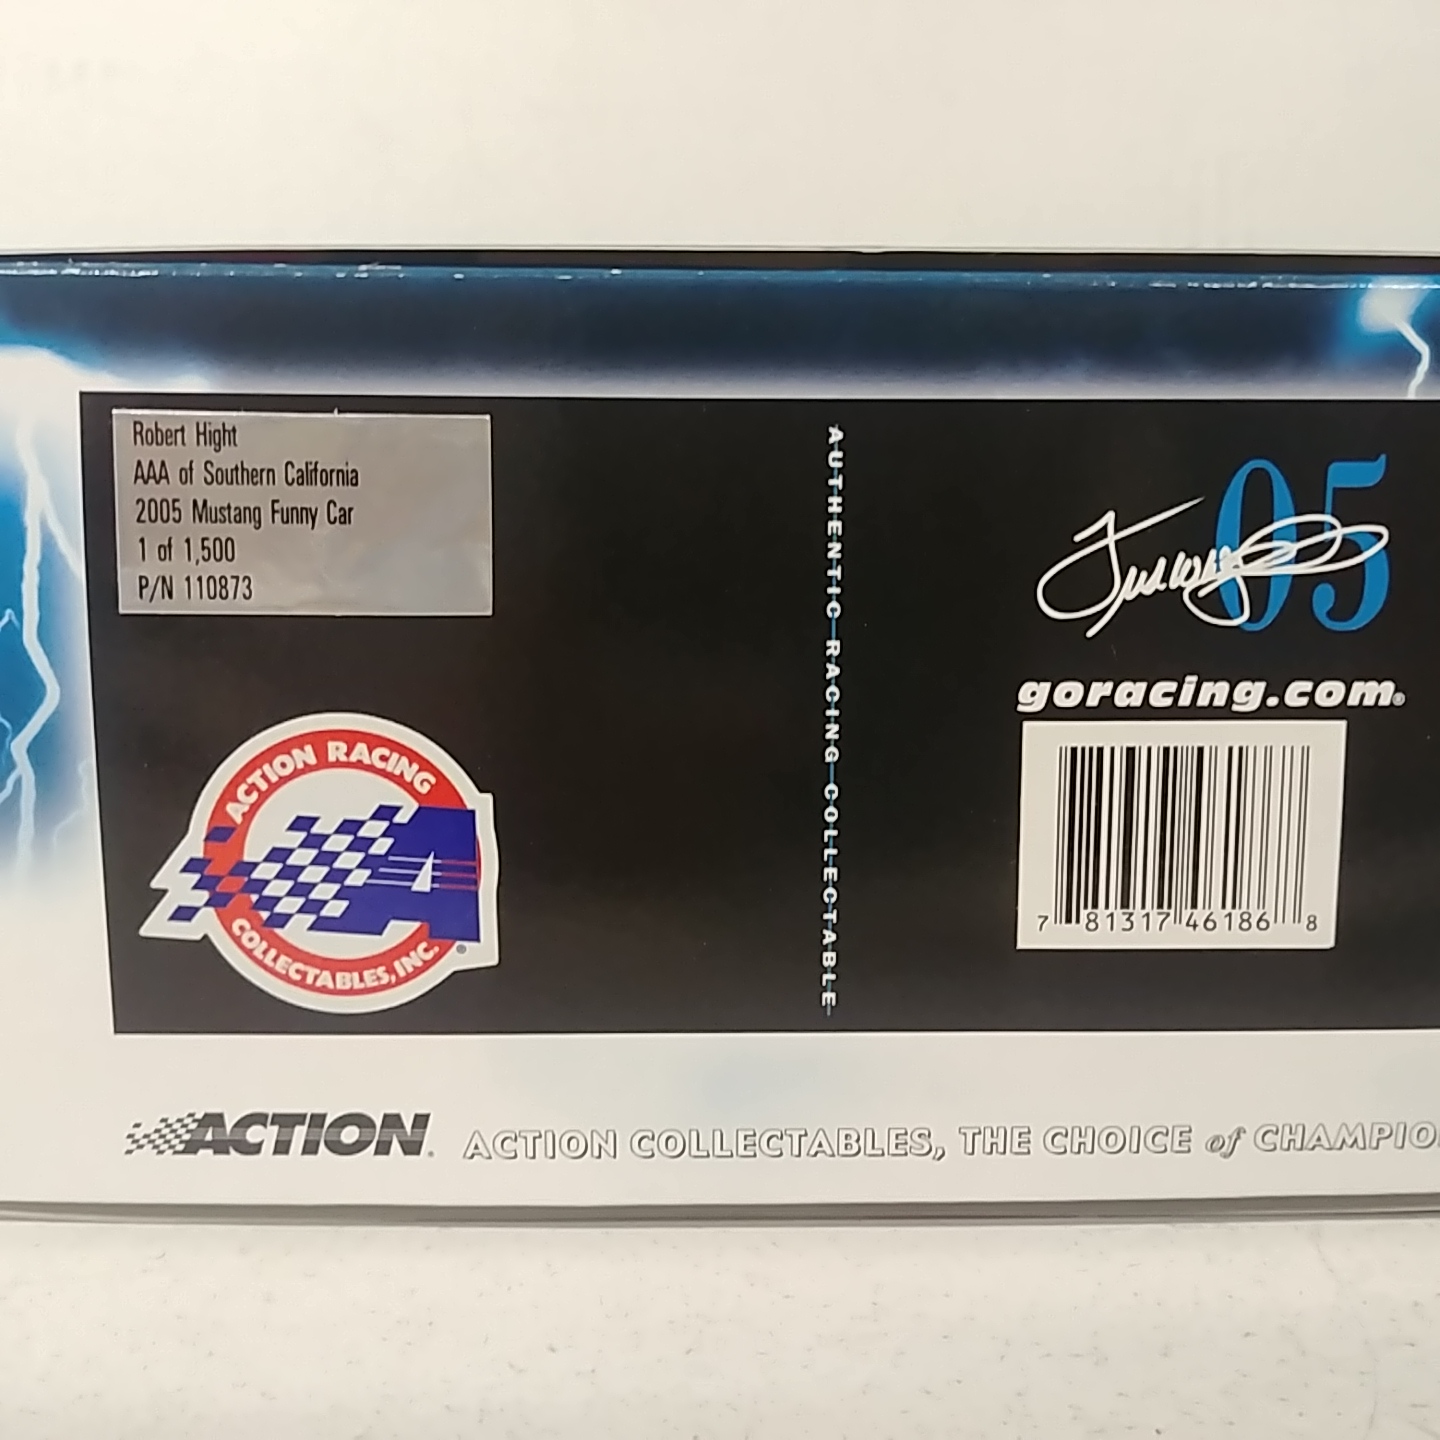 Robert Hight
AAA of Southern California
2005 Mustang Funny Car
1 of 1,500
P/N 110873
ACTION RACING
COLLECTABLES, INC.
®
AUTHENTIC RACING COLLECTABLE
05
goracing.com®
7 81317 46186 8
ACTION®
ACTION COLLECTABLES, THE CHOICE of CHAMPIO